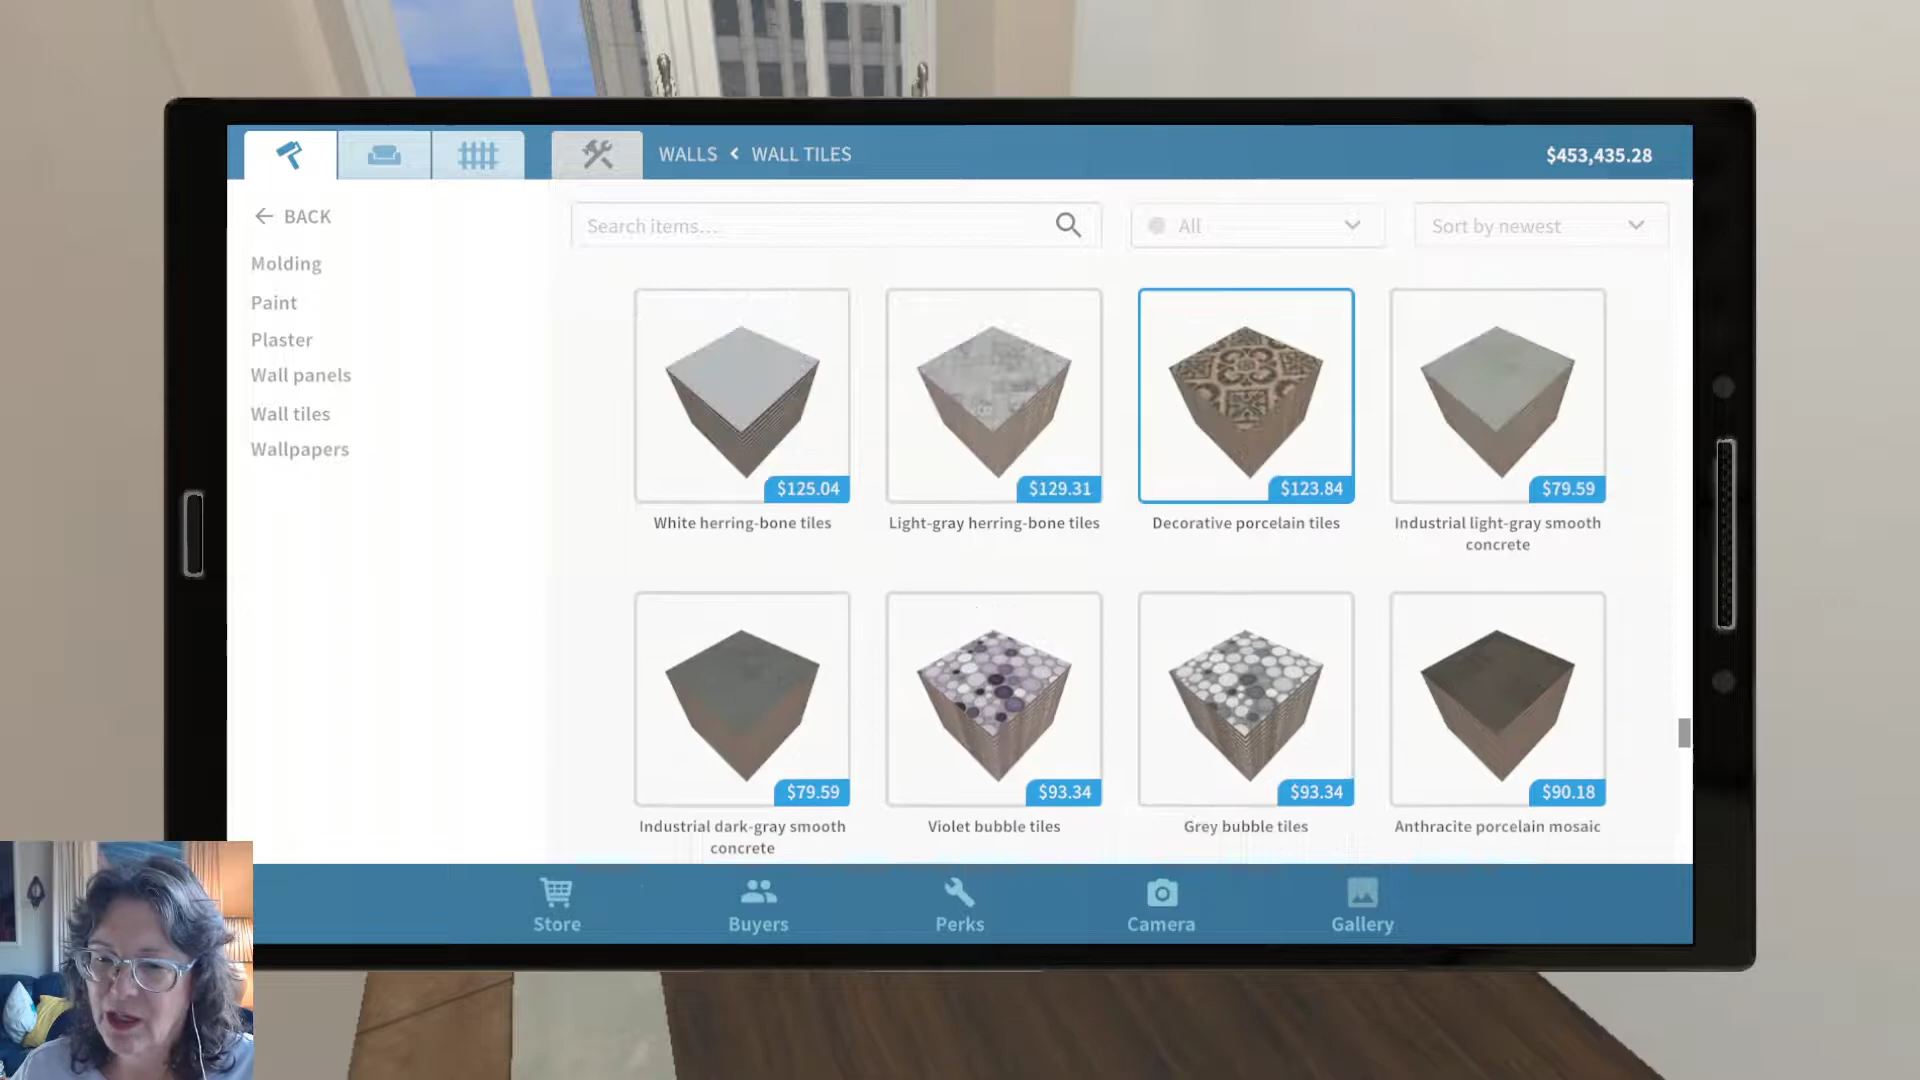 WALLS < WALL TILES
$453,435.28
BACK
Search items...
All
Sort by newest
Molding
Paint
Plaster
Wall panels
Wall tiles
Wallpapers
$125.04
$129.31
$123.84
$79.59
White herring-bone tiles
Light-gray herring-bone tiles
Decorative porcelain tiles
Industrial light-gray smooth
concrete
$79.59
$93.34
$93.34
$90.18
Industrial dark-gray smooth
concrete
Violet bubble tiles
Grey bubble tiles
Anthracite porcelain mosaic
Store
Buyers
Perks
Camera
Gallery